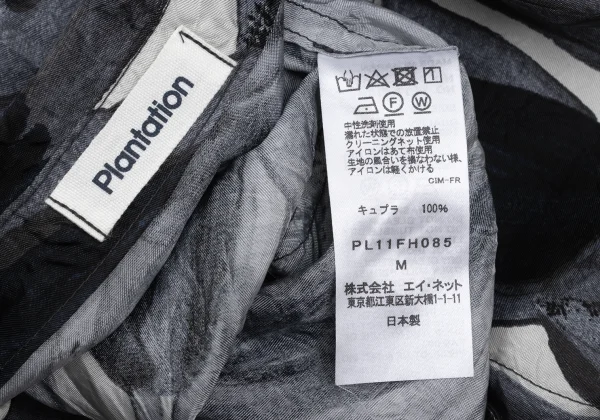 Plantation
F W
中性洗剤使用
濡れた状態での放置禁止
クリーニングネット使用
アイロンはあて布使用
生地の風合いを損なわない様、
アイロンは軽くかける
GIM-FR
キュプラ 100%
PL11FH085
M
株式会社 エイ・ネット
東京都江東区新大橋1-1-11
日本製